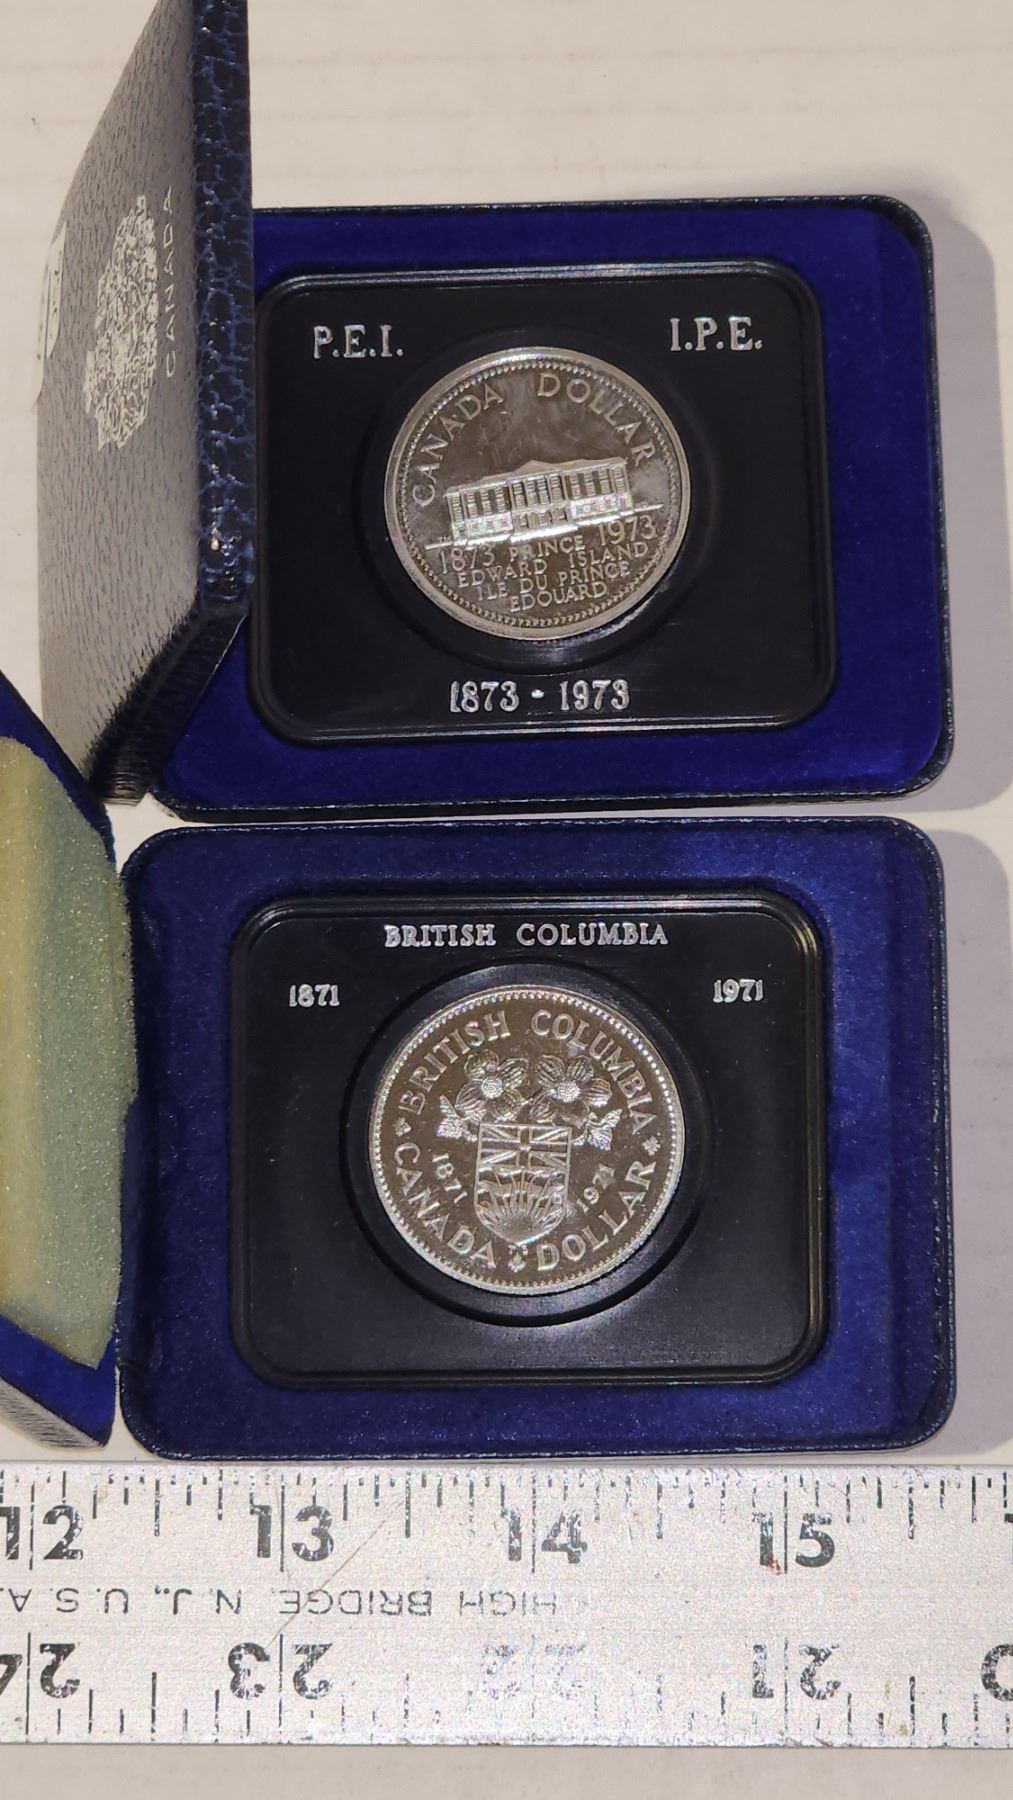 CANADA
P.E.I.
I.P.E.
CANADA DOLLAR
1873 PRINCE 1973
EDWARD ISLAND
ILE DU PRINCE
EDOUARD
1873 • 1973
BRITISH COLUMBIA
1871
1971
BRITISH COLUMBIA
1871
1971
CANADA DOLLAR
12 13 14 15
HIGH BRIDGE, N.J., U.S.A.
24 23 22 21